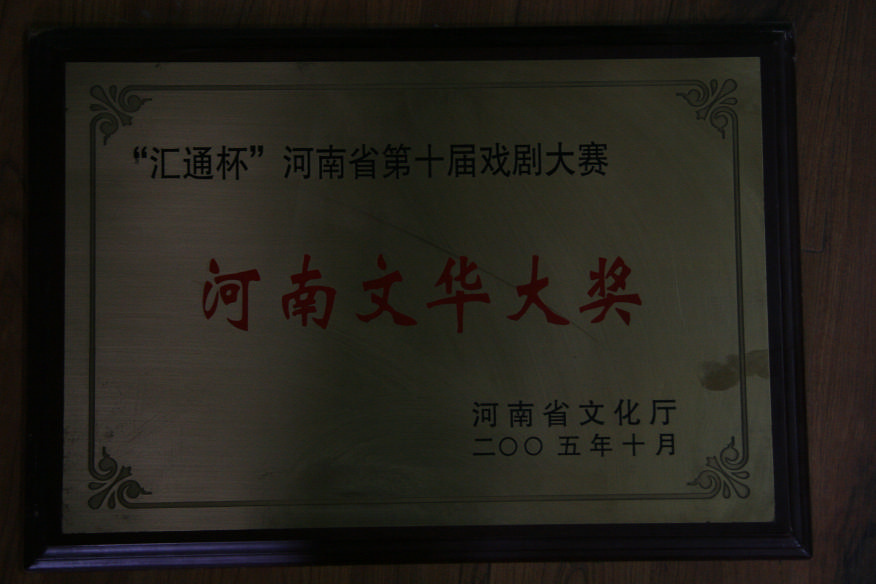 “汇通杯”河南省第十届戏剧大赛
河南文华大奖
河南省文化厅
二〇〇五年十月